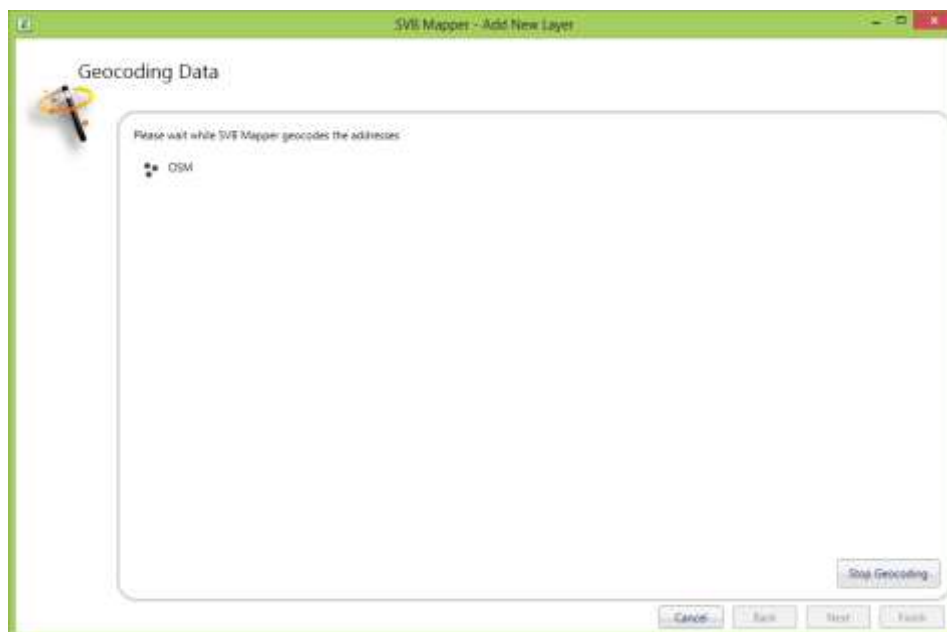 SVB Mapper - Add New Layer
Geocoding Data
Please wait while SVB Mapper geocodes the addresses
OSM
Stop Geocoding
Cancel
Back
Next
Finish